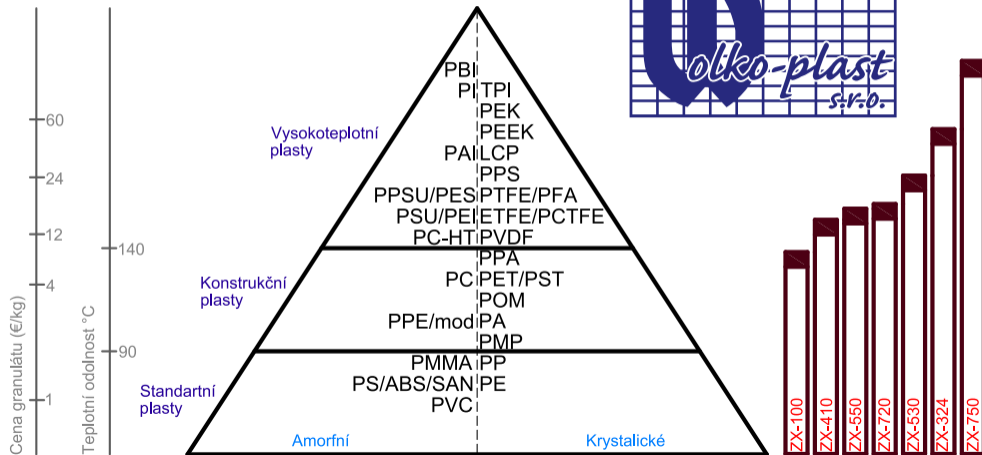 olko-plast
s.r.o.
Cena granulátu (€/kg)
60
24
12
4
1
Teplotní odolnost °C
140
90
Vysokoteplotní
plasty
Konstrukční
plasty
Standartní
plasty
PBI
PI TPI
PEK
PEEK
PAI LCP
PPS
PPSU/PES PTFE/PFA
PSU/PEI ETFE/PCTFE
PC-HT PVDF
PPA
PC PET/PST
POM
PPE/mod PA
PMP
PMMA PP
PS/ABS/SAN PE
PVC
Amorfní
Krystalické
ZX-100
ZX-410
ZX-550
ZX-720
ZX-530
ZX-324
ZX-750